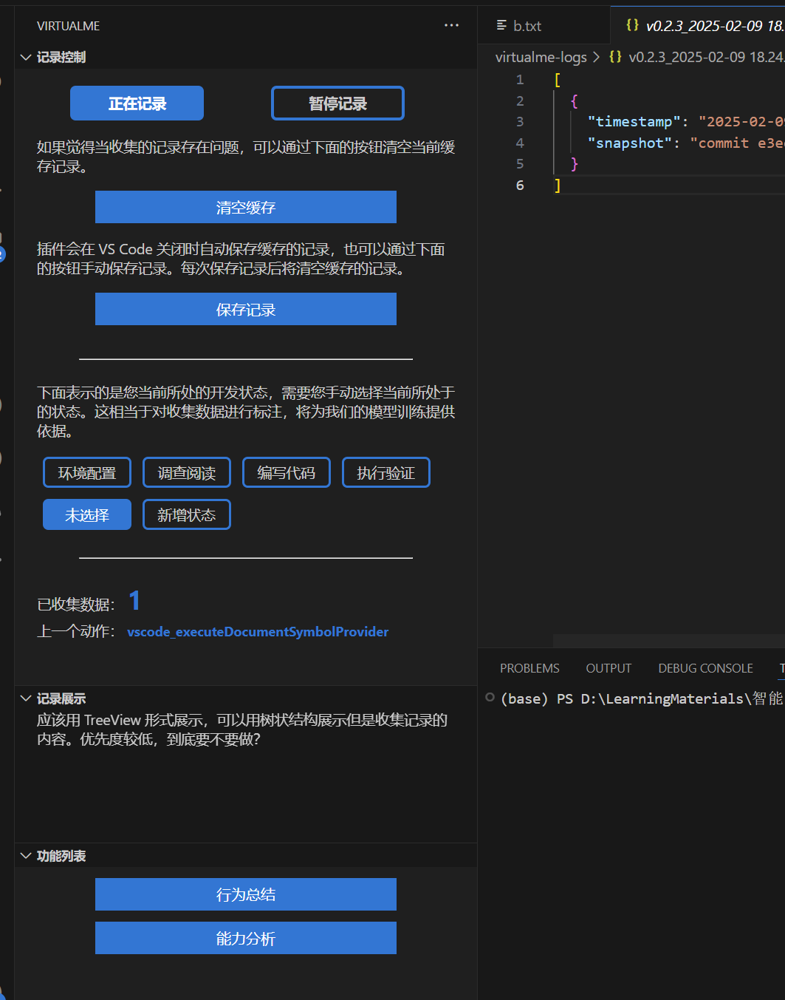 VIRTUALME
记录控制
正在记录
暂停记录
如果觉得当收集的记录存在问题，可以通过下面的按钮清空当前缓
存记录。
清空缓存
插件会在 VS Code 关闭时自动保存缓存的记录，也可以通过下面
的按钮手动保存记录。每次保存记录后将清空缓存的记录。
保存记录
下面表示的是您当前所处的开发状态，需要您手动选择当前所处于
的状态。这相当于对收集数据进行标注，将为我们的模型训练提供
依据。
环境配置
调查阅读
编写代码
执行验证
未选择
新增状态
已收集数据： 1
上一个动作： vscode_executeDocumentSymbolProvider
记录展示
应该用 TreeView 形式展示，可以用树状结构展示但是收集记录的
内容。优先度较低，到底要不要做？
功能列表
行为总结
能力分析
b.txt
{} v0.2.3_2025-02-09 18.
virtualme-logs > {} v0.2.3_2025-02-09 18.24.
1 [
2 {
3 "timestamp": "2025-02-09
4 "snapshot": "commit e3e
5 }
6 ]
PROBLEMS OUTPUT DEBUG CONSOLE
(base) PS D:\LearningMaterials\智能